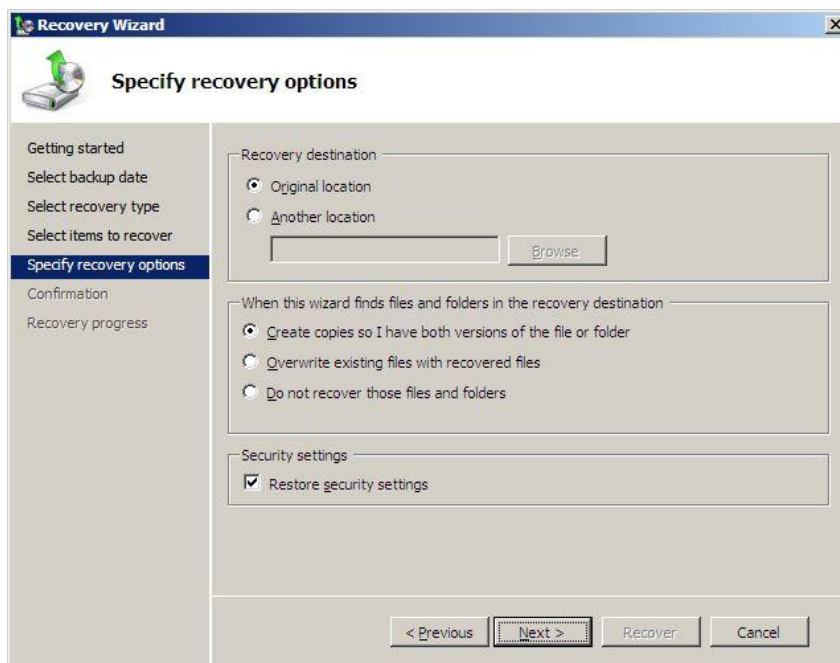 Recovery Wizard
Specify recovery options
Getting started
Select backup date
Select recovery type
Select items to recover
Specify recovery options
Confirmation
Recovery progress
Recovery destination
Original location
Another location
Browse
When this wizard finds files and folders in the recovery destination
Create copies so I have both versions of the file or folder
Overwrite existing files with recovered files
Do not recover those files and folders
Security settings
Restore security settings
< Previous
Next >
Recover
Cancel